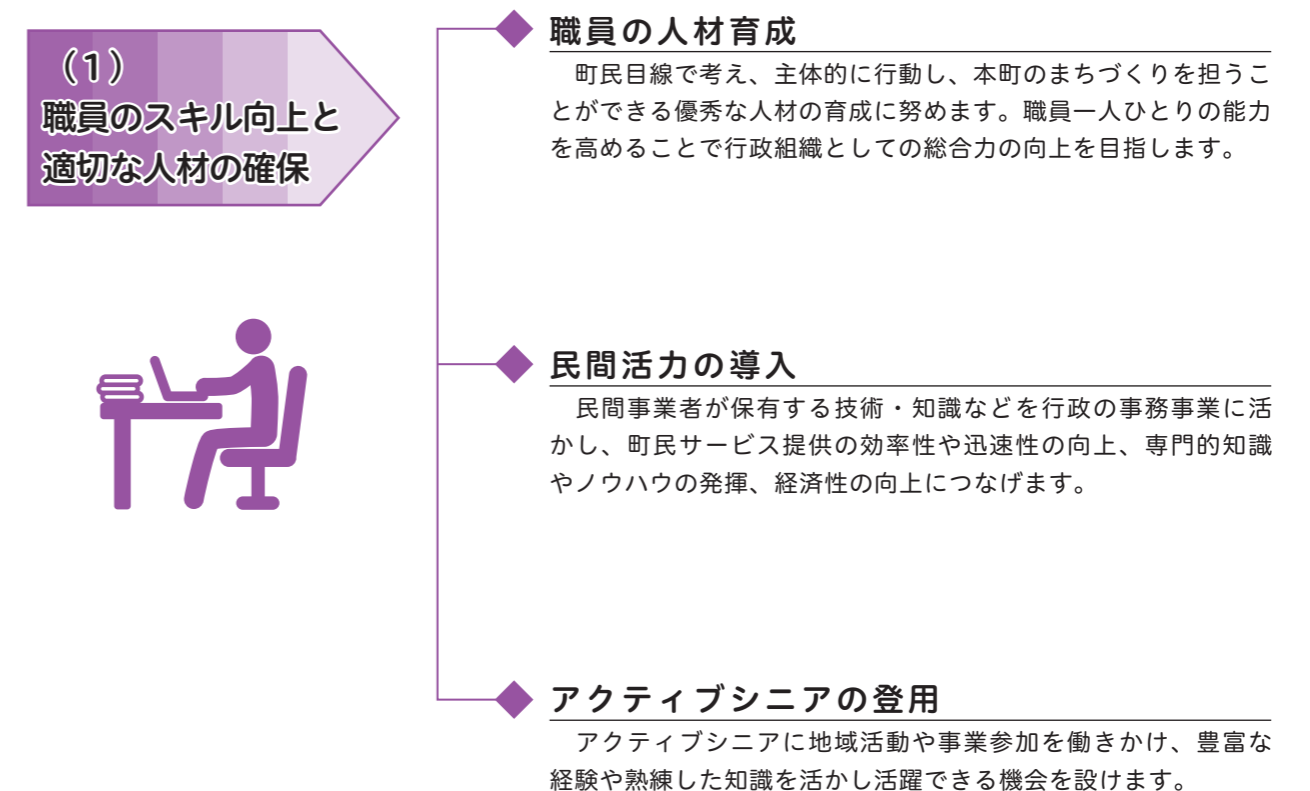 （1）
職員のスキル向上と
適切な人材の確保
職員の人材育成
　町民目線で考え、主体的に行動し、本町のまちづくりを担うこ
とができる優秀な人材の育成に努めます。職員一人ひとりの能力
を高めることで行政組織としての総合力の向上を目指します。
民間活力の導入
　民間事業者が保有する技術・知識などを行政の事務事業に活
かし、町民サービス提供の効率性や迅速性の向上、専門的知識
やノウハウの発揮、経済性の向上につなげます。
アクティブシニアの登用
　アクティブシニアに地域活動や事業参加を働きかけ、豊富な
経験や熟練した知識を活かし活躍できる機会を設けます。